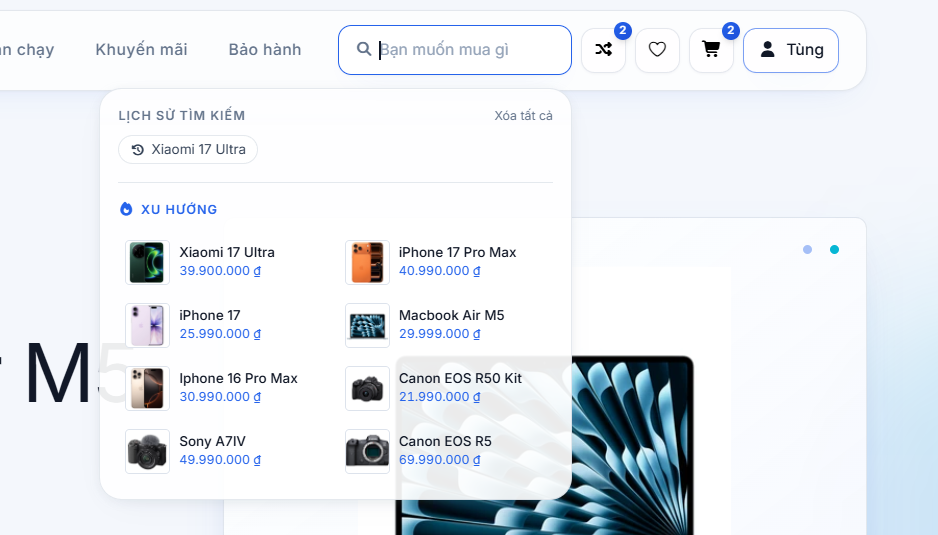 n chạy Khuyến mãi Bảo hành Bạn muốn mua gì 2 2 Tùng
LỊCH SỬ TÌM KIẾM Xóa tất cả
Xiaomi 17 Ultra
XU HƯỚNG
Xiaomi 17 Ultra
39.900.000 ₫
iPhone 17 Pro Max
40.990.000 ₫
iPhone 17
25.990.000 ₫
Macbook Air M5
29.999.000 ₫
Iphone 16 Pro Max
30.990.000 ₫
Canon EOS R50 Kit
21.990.000 ₫
Sony A7IV
49.990.000 ₫
Canon EOS R5
69.990.000 ₫
M5